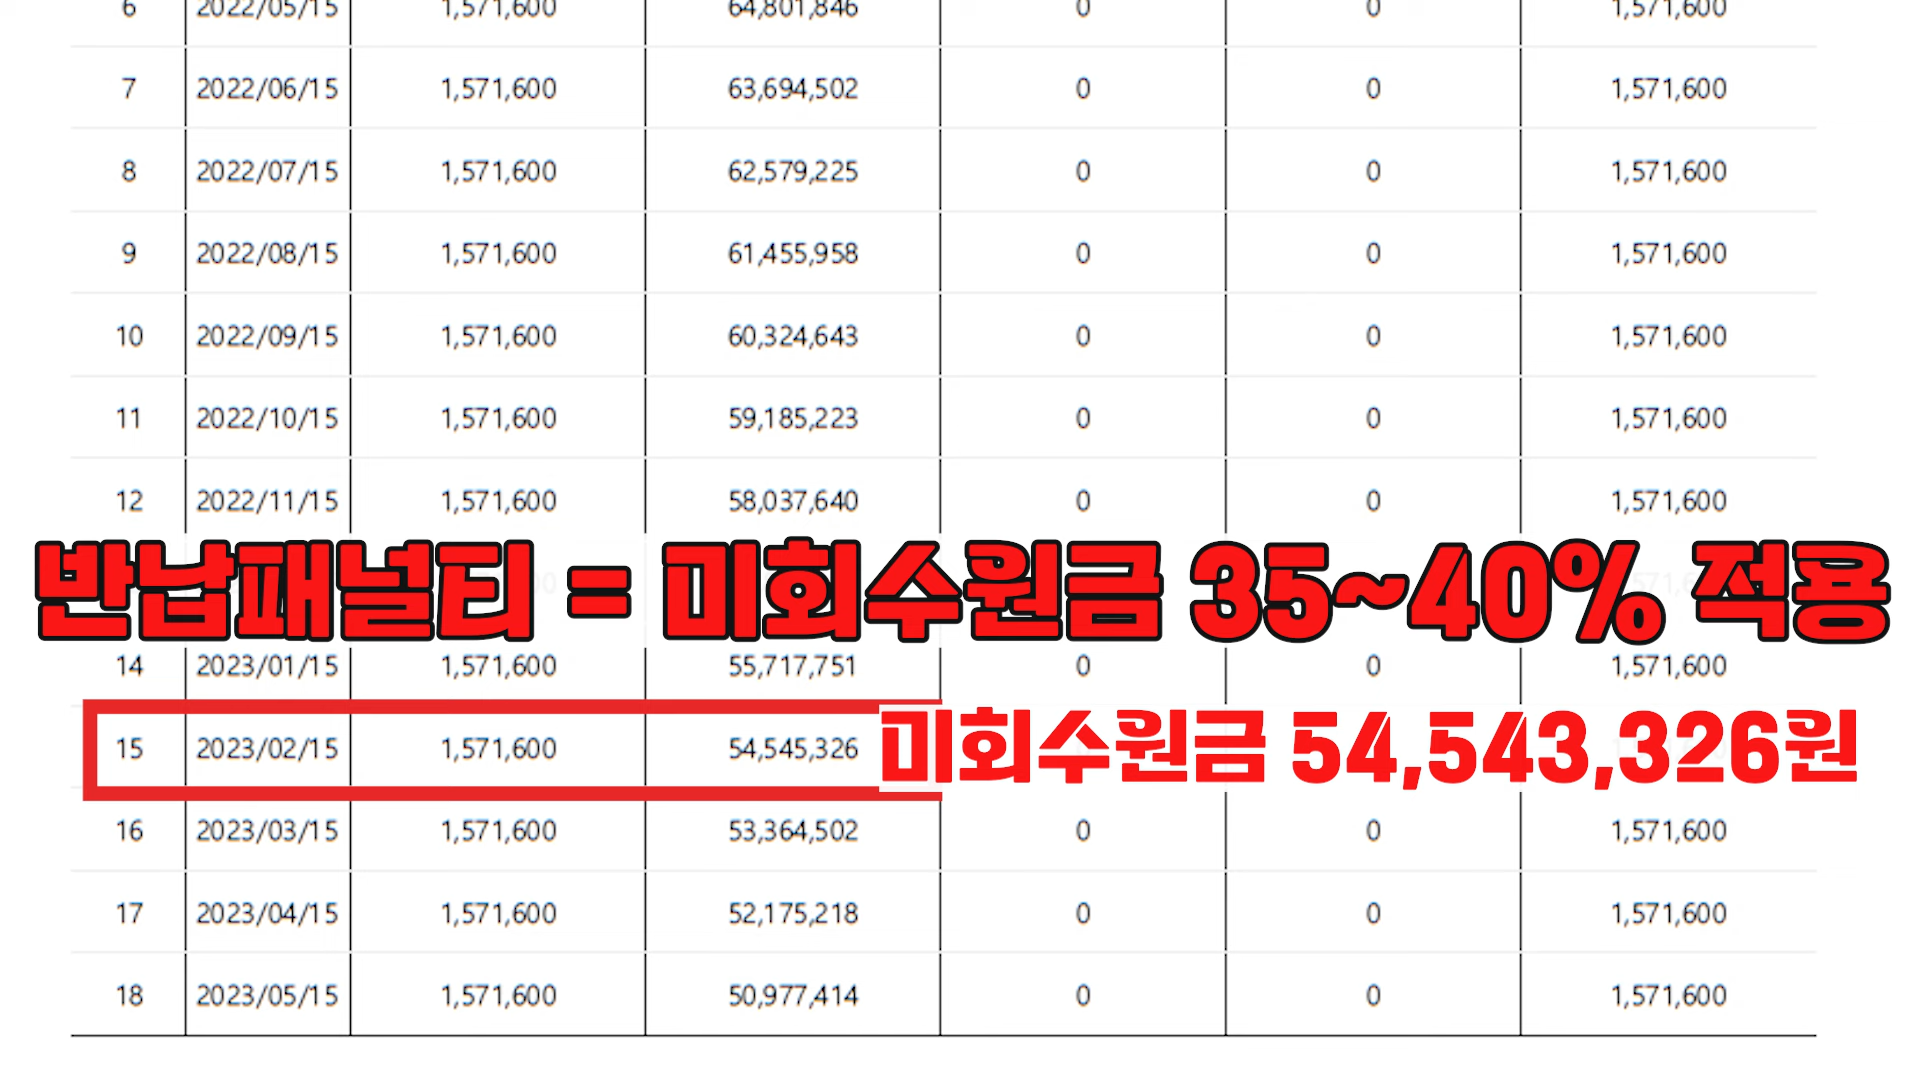 6 2022/05/15 1,571,600 64,801,846 0 0 1,571,600
7 2022/06/15 1,571,600 63,694,502 0 0 1,571,600
8 2022/07/15 1,571,600 62,579,225 0 0 1,571,600
9 2022/08/15 1,571,600 61,455,958 0 0 1,571,600
10 2022/09/15 1,571,600 60,324,643 0 0 1,571,600
11 2022/10/15 1,571,600 59,185,223 0 0 1,571,600
12 2022/11/15 1,571,600 58,037,640 0 0 1,571,600
반납패널티 = 미회수원금 35~40% 적용
14 2023/01/15 1,571,600 55,717,751 0 0 1,571,600
15 2023/02/15 1,571,600 54,545,326 미회수원금 54,543,326원
16 2023/03/15 1,571,600 53,364,502 0 0 1,571,600
17 2023/04/15 1,571,600 52,175,218 0 0 1,571,600
18 2023/05/15 1,571,600 50,977,414 0 0 1,571,600